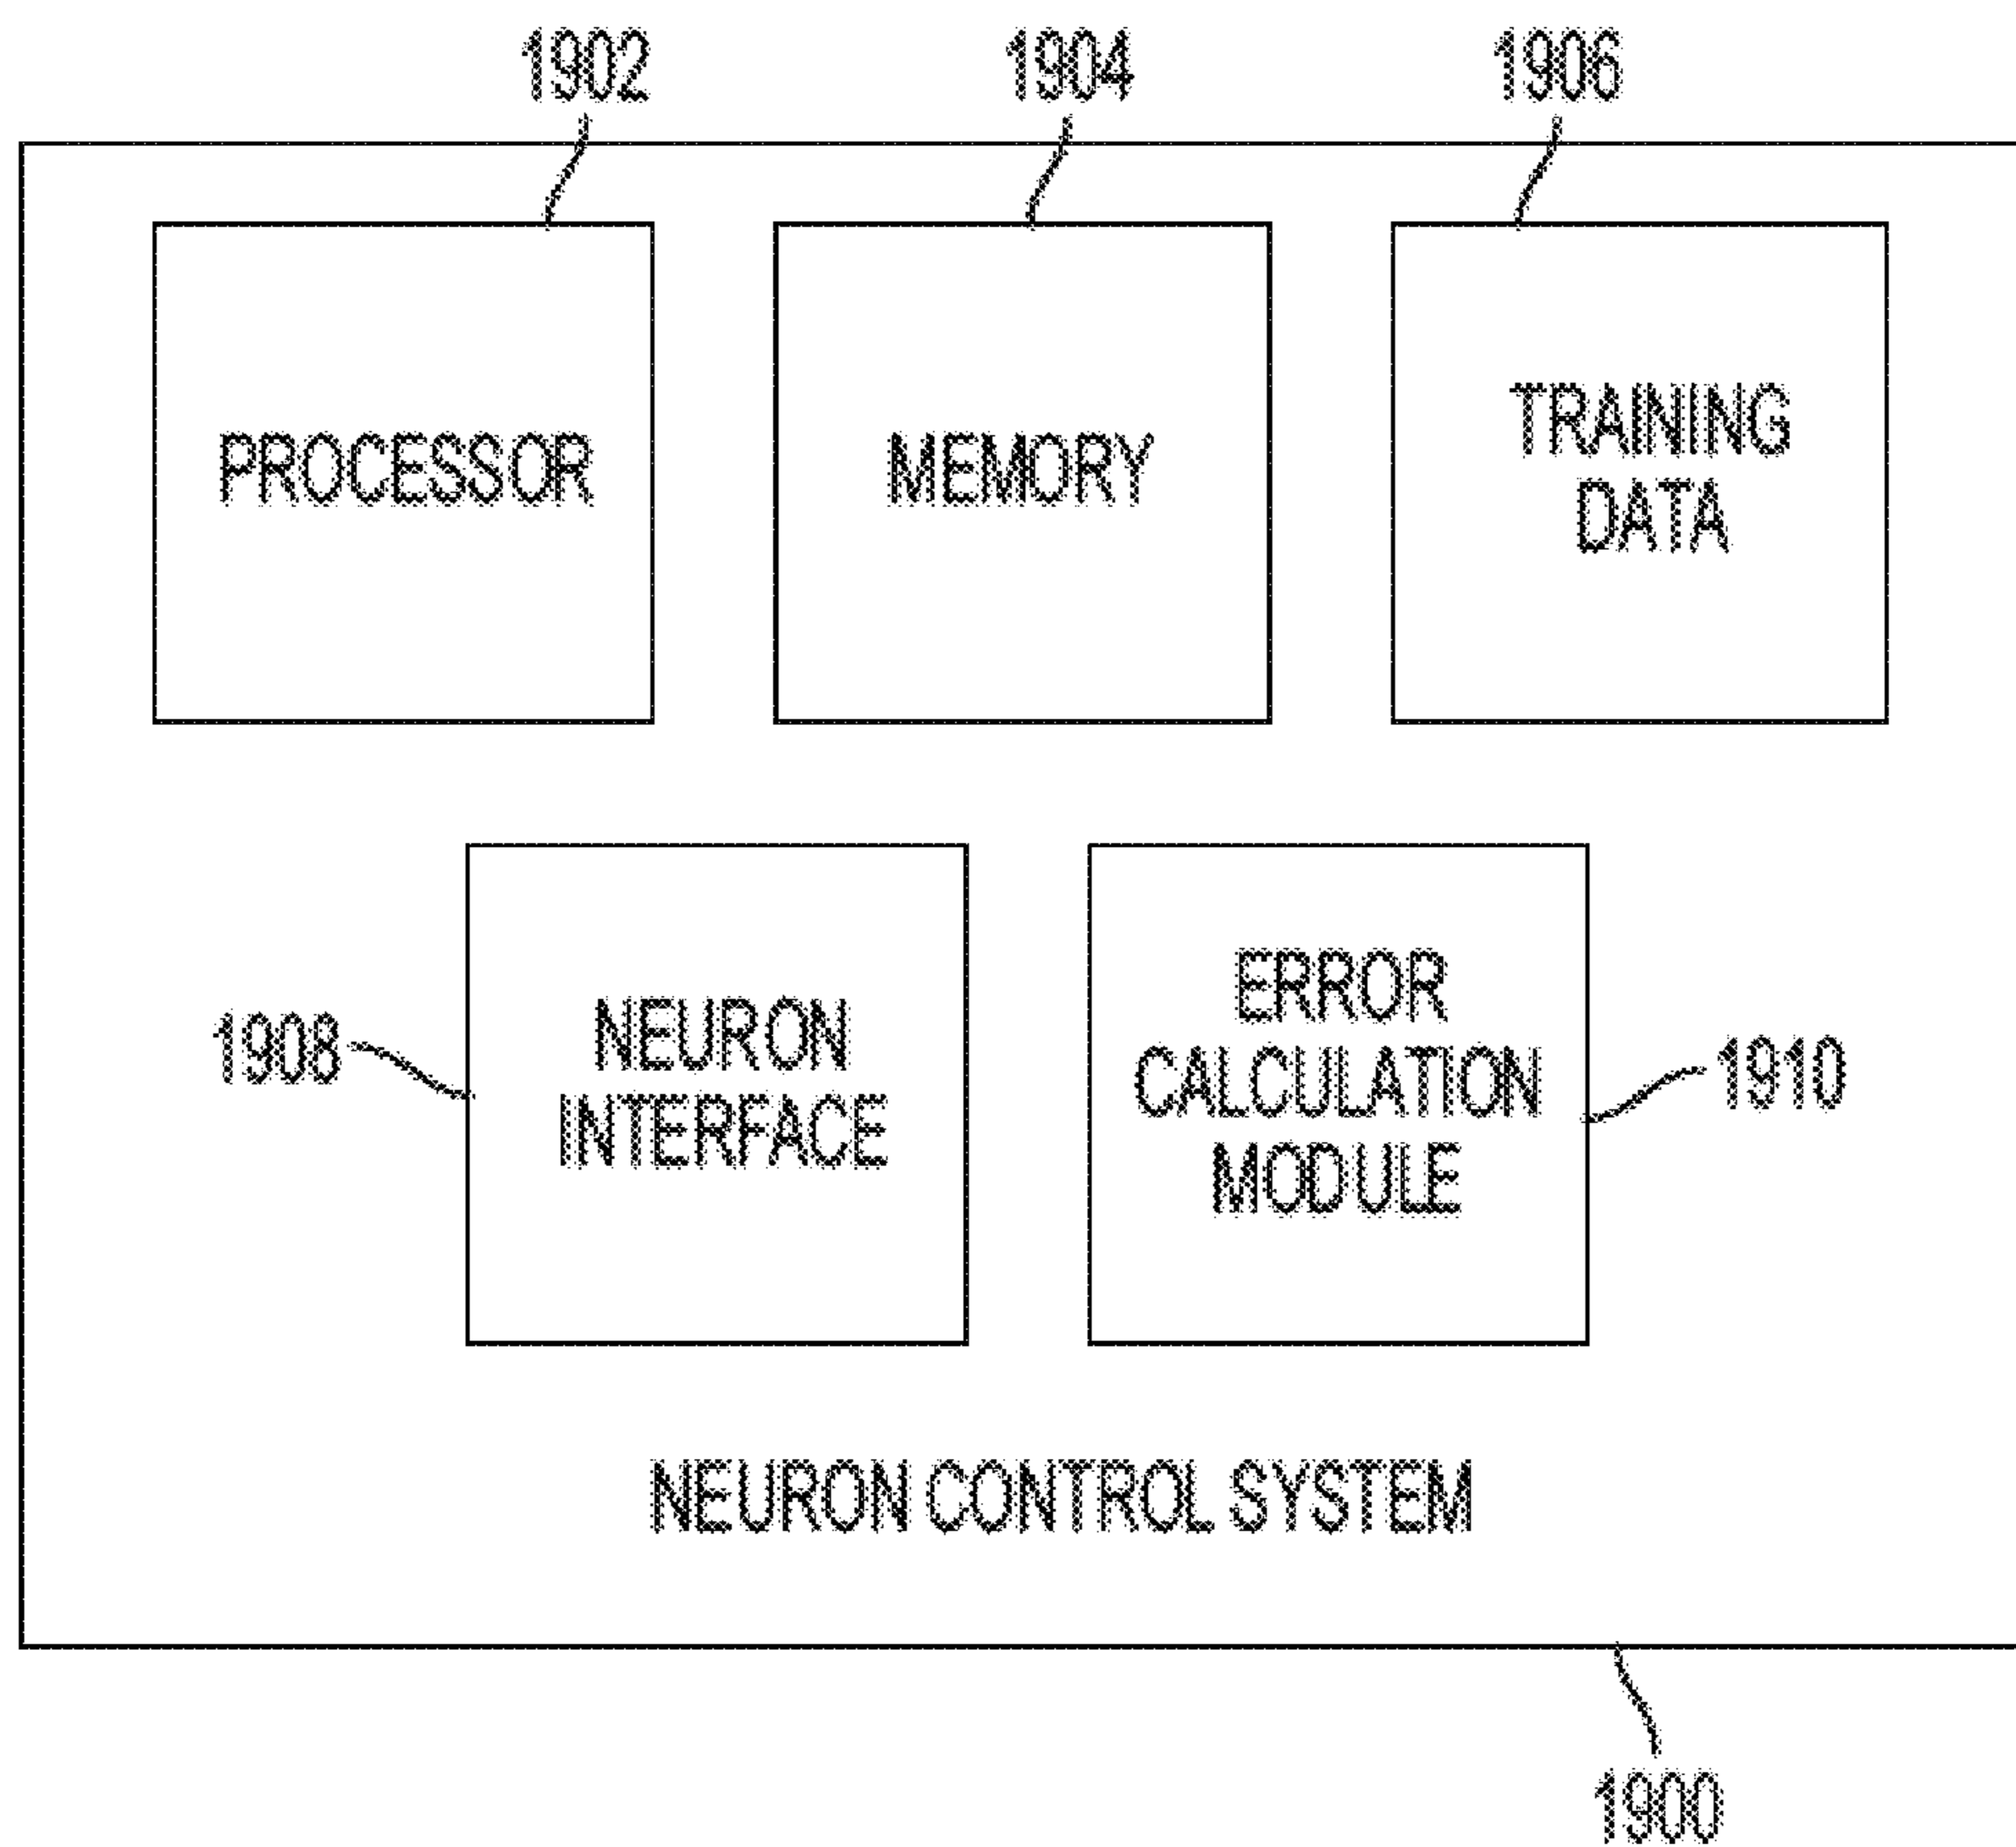 1902 1904 1906
PROCESSOR
MEMORY
TRAINING
DATA
1908
NEURON
INTERFACE
ERROR
CALCULATION
MODULE
1910
NEURON CONTROL SYSTEM
1900